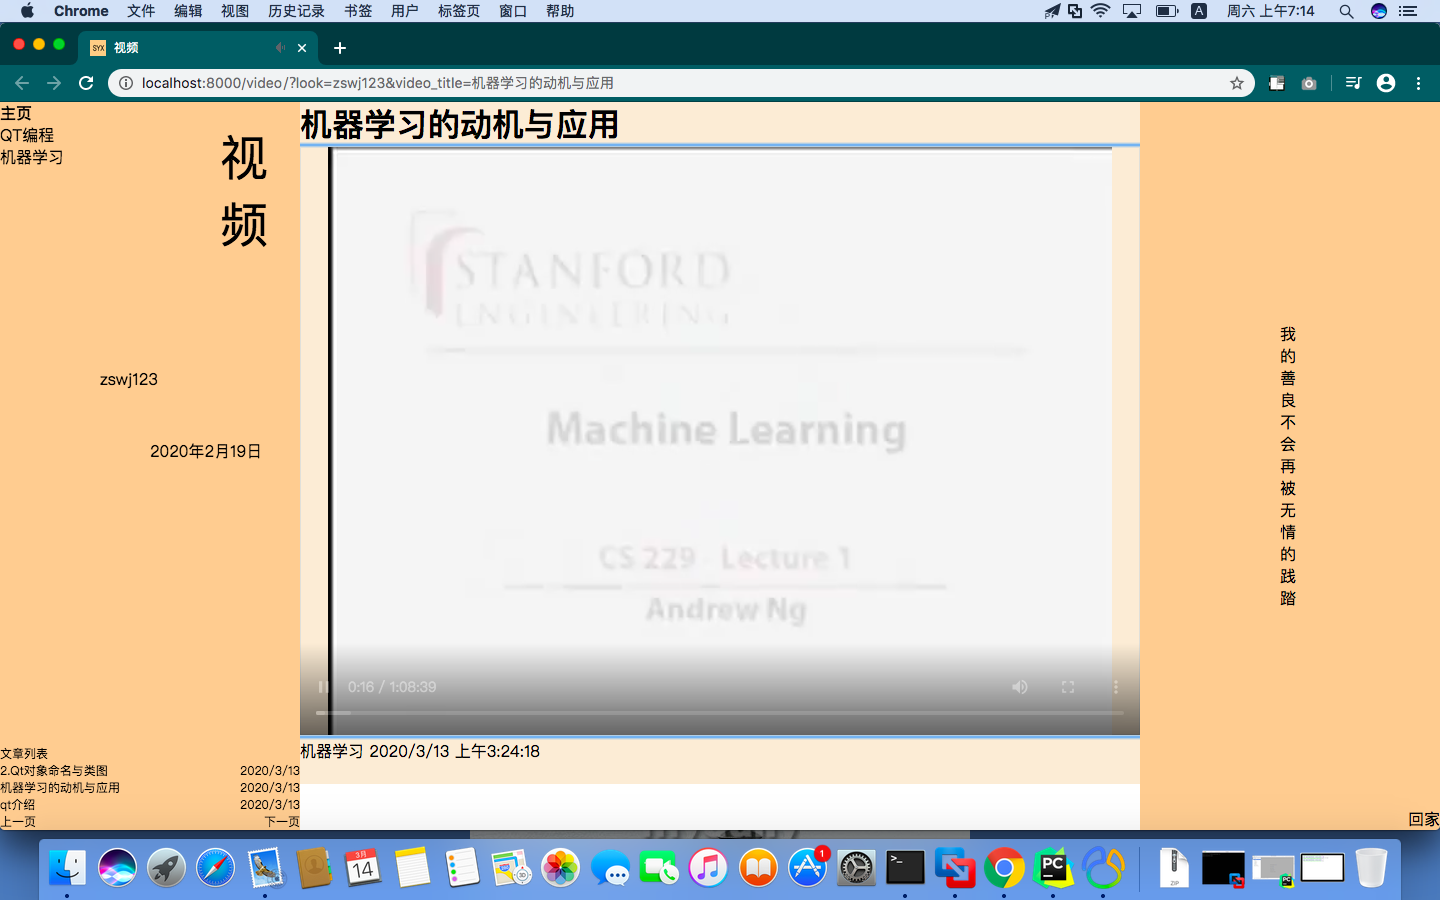 Chrome 文件 编辑 视图 历史记录 书签 用户 标签页 窗口 帮助 A 周六 上午7:14
SYX 视频
localhost:8000/video/?look=zswj123&video_title=机器学习的动机与应用
主页
QT编程
机器学习
视
频
zswj123
2020年2月19日
文章列表
2.Qt对象命名与类图 2020/3/13
机器学习的动机与应用 2020/3/13
qt介绍 2020/3/13
上一页 下一页
机器学习的动机与应用
STANFORD
ENGINEERING
Machine Learning
CS 229 - Lecture 1
Andrew Ng
0:16 / 1:08:39
机器学习 2020/3/13 上午3:24:18
我
的
善
良
不
会
再
被
无
情
的
践
踏
回家
3月
14
1
>_
PC
ZIP
PC